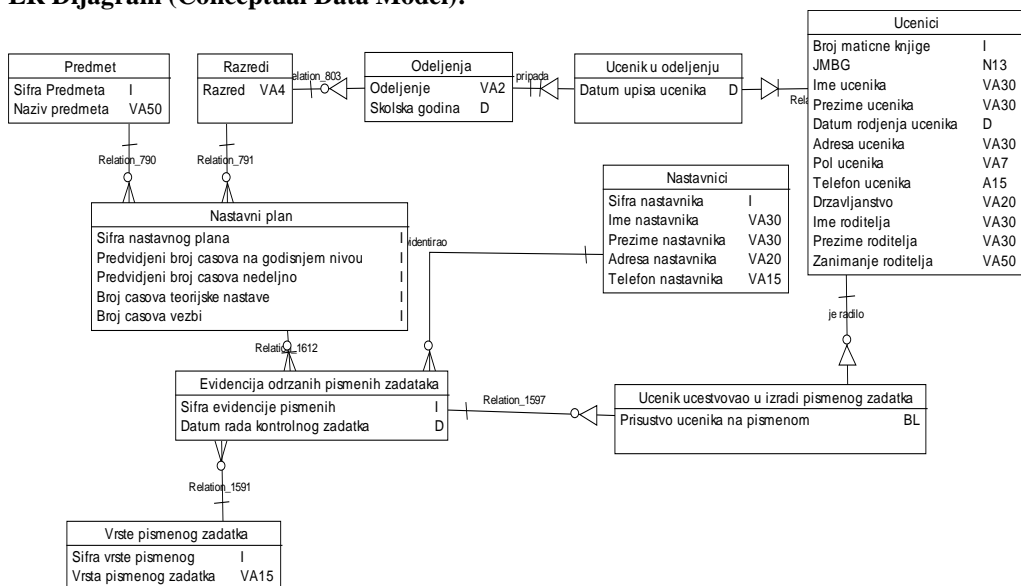 ER Dijagram (Conceptual Data Model):
Ucenici
Broj maticne knjige I
JMBG N13
Ime ucenika VA30
Prezime ucenika VA30
Datum rodjenja ucenika D
Adresa ucenika VA30
Pol ucenika VA7
Telefon ucenika A15
Drzavljanstvo VA20
Ime roditelja VA30
Prezime roditelja VA30
Zanimanje roditelja VA50
Predmet
Sifra Predmeta I
Naziv predmeta VA50
Razredi
Razred VA4
elation_803
Odeljenja
Odeljenje VA2
Skolska godina D
pripada
Ucenik u odeljenju
Datum upisa ucenika D
Rela
Relation_790
Relation_791
Nastavni plan
Sifra nastavnog plana I
Predvidjeni broj casova na godisnjem nivou I
Predvidjeni broj casova nedeljno I
Broj casova teorijske nastave I
Broj casova vezbi I
videntirao
Nastavnici
Sifra nastavnika I
Ime nastavnika VA30
Prezime nastavnika VA30
Adresa nastavnika VA20
Telefon nastavnika VA15
je radilo
Relation_1612
Evidencija odrzanih pismenih zadataka
Sifra evidencije pismenih I
Datum rada kontrolnog zadatka D
Relation_1597
Ucenik ucestvovao u izradi pismenog zadatka
Prisustvo ucenika na pismenom BL
Relation_1591
Vrste pismenog zadatka
Sifra vrste pismenog I
Vrsta pismenog zadatka VA15